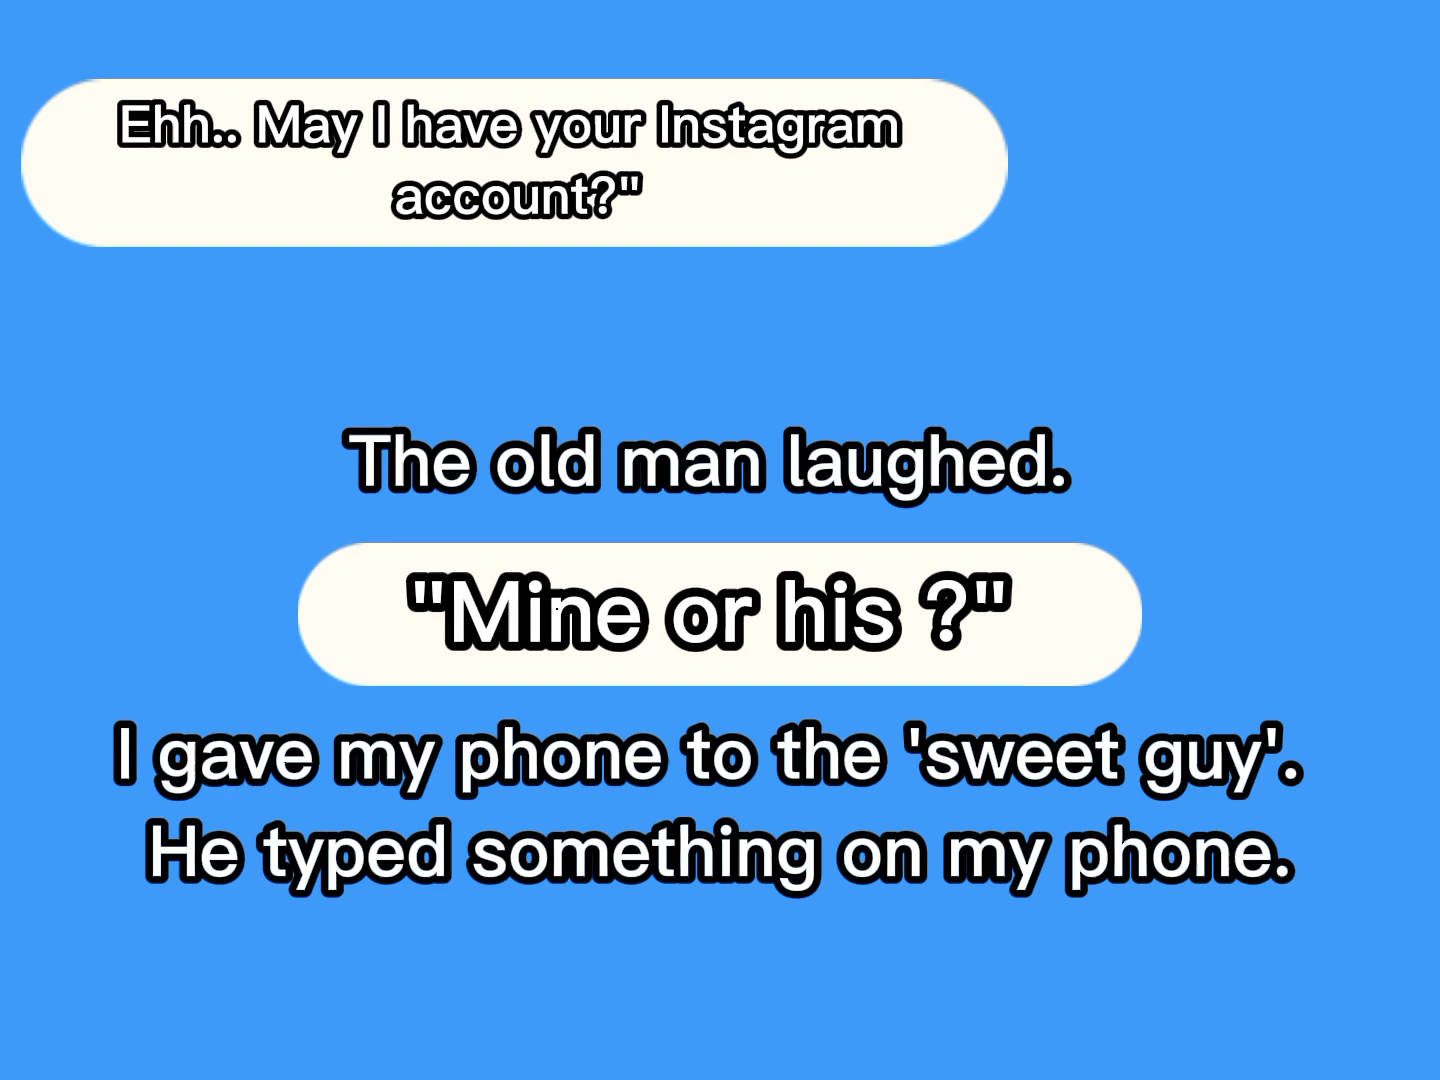 Ehh.. May I have your Instagram
account?"
The old man laughed.
"Mine or his ?"
I gave my phone to the 'sweet guy'.
He typed something on my phone.